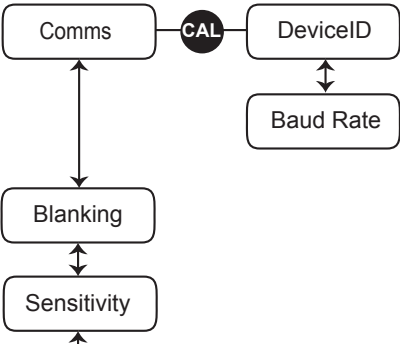 Comms
CAL
DeviceID
Baud Rate
Blanking
Sensitivity